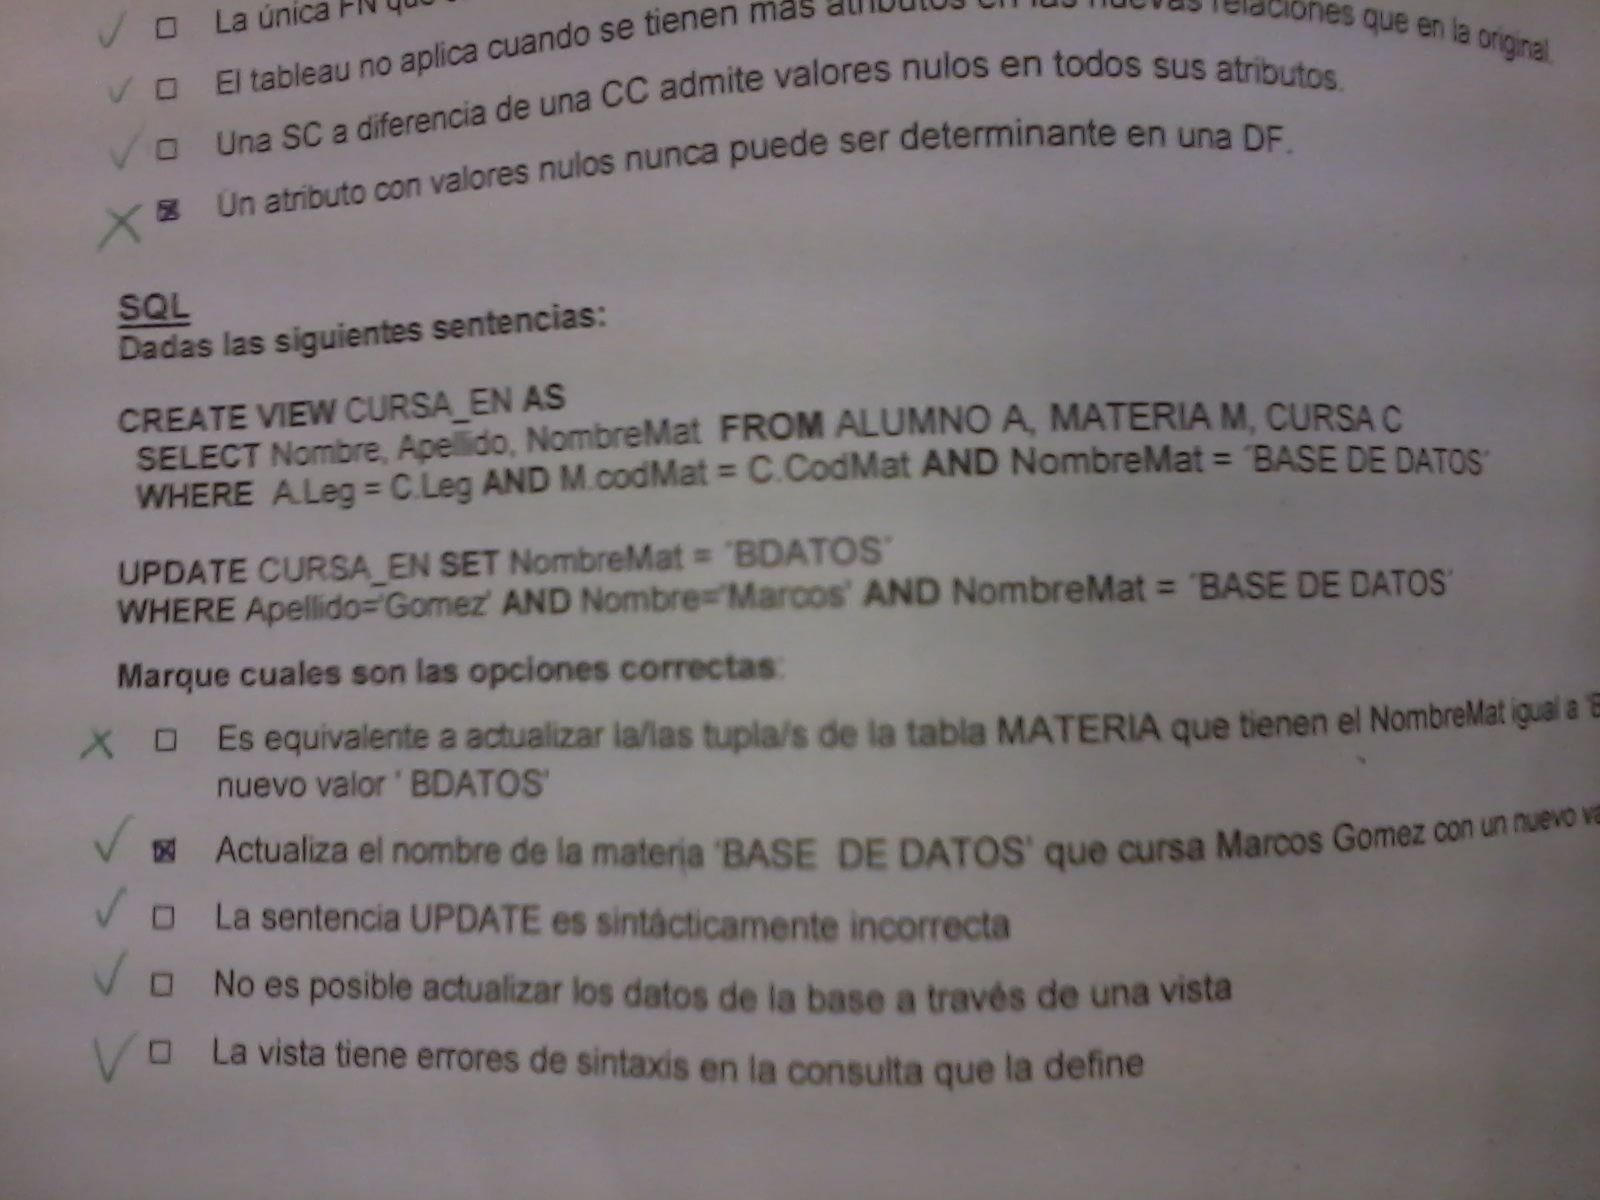 La única FN
El tableau no aplica cuando se tienen más atributos en las nuevas relaciones que en la original.
Una SC a diferencia de una CC admite valores nulos en todos sus atributos.
Un atributo con valores nulos nunca puede ser determinante en una DF.
SQL
Dadas las siguientes sentencias:
CREATE VIEW CURSA_EN AS
SELECT Nombre, Apellido, NombreMat FROM ALUMNO A, MATERIA M, CURSA C
WHERE A.Leg = C.Leg AND M.codMat = C.CodMat AND NombreMat = ´BASE DE DATOS´
UPDATE CURSA_EN SET NombreMat = ´BDATOS´
WHERE Apellido='Gomez' AND Nombre='Marcos' AND NombreMat = ´BASE DE DATOS´
Marque cuales son las opciones correctas:
Es equivalente a actualizar la/las tupla/s de la tabla MATERIA que tienen el NombreMat igual a
nuevo valor ' BDATOS'
Actualiza el nombre de la materia 'BASE DE DATOS' que cursa Marcos Gomez con un nuevo
La sentencia UPDATE es sintácticamente incorrecta
No es posible actualizar los datos de la base a través de una vista
La vista tiene errores de sintaxis en la consulta que la define